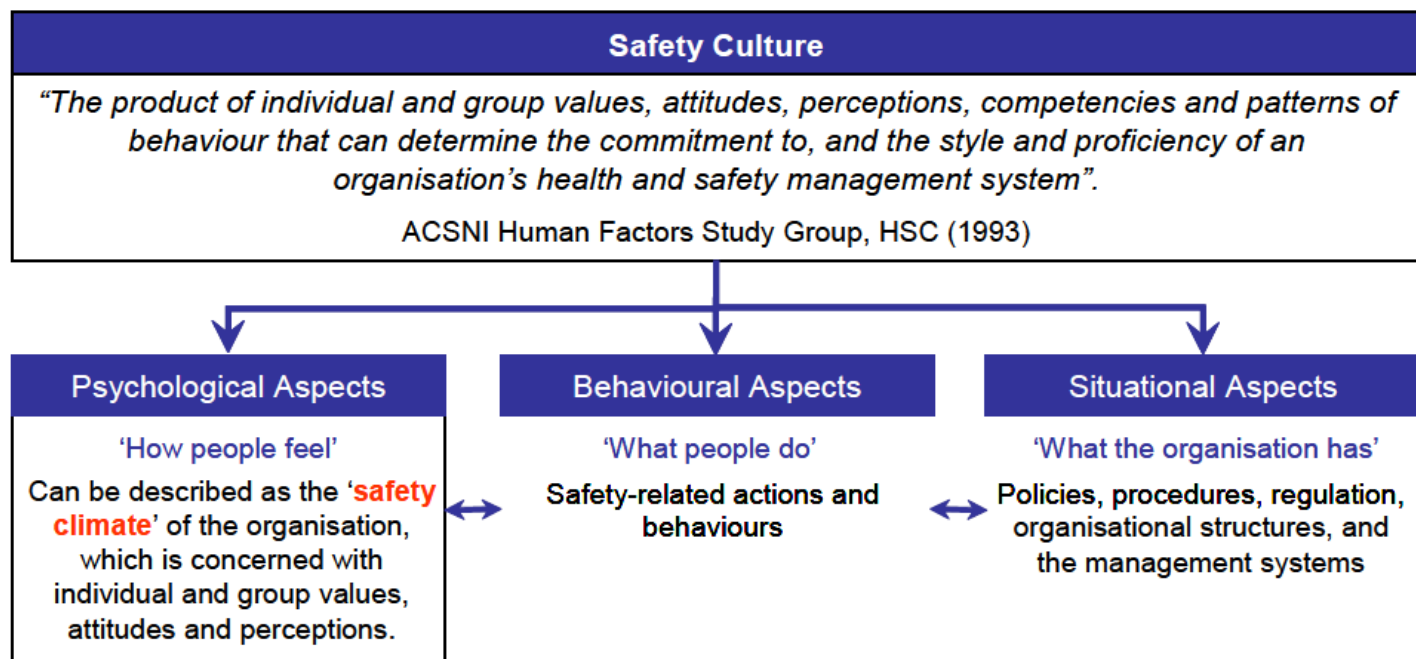 Safety Culture
“The product of individual and group values, attitudes, perceptions, competencies and patterns of
behaviour that can determine the commitment to, and the style and proficiency of an
organisation’s health and safety management system”.
ACSNI Human Factors Study Group, HSC (1993)
Psychological Aspects
‘How people feel’
Can be described as the ‘safety
climate’ of the organisation,
which is concerned with
individual and group values,
attitudes and perceptions.
Behavioural Aspects
‘What people do’
Safety-related actions and
behaviours
Situational Aspects
‘What the organisation has’
Policies, procedures, regulation,
organisational structures, and
the management systems